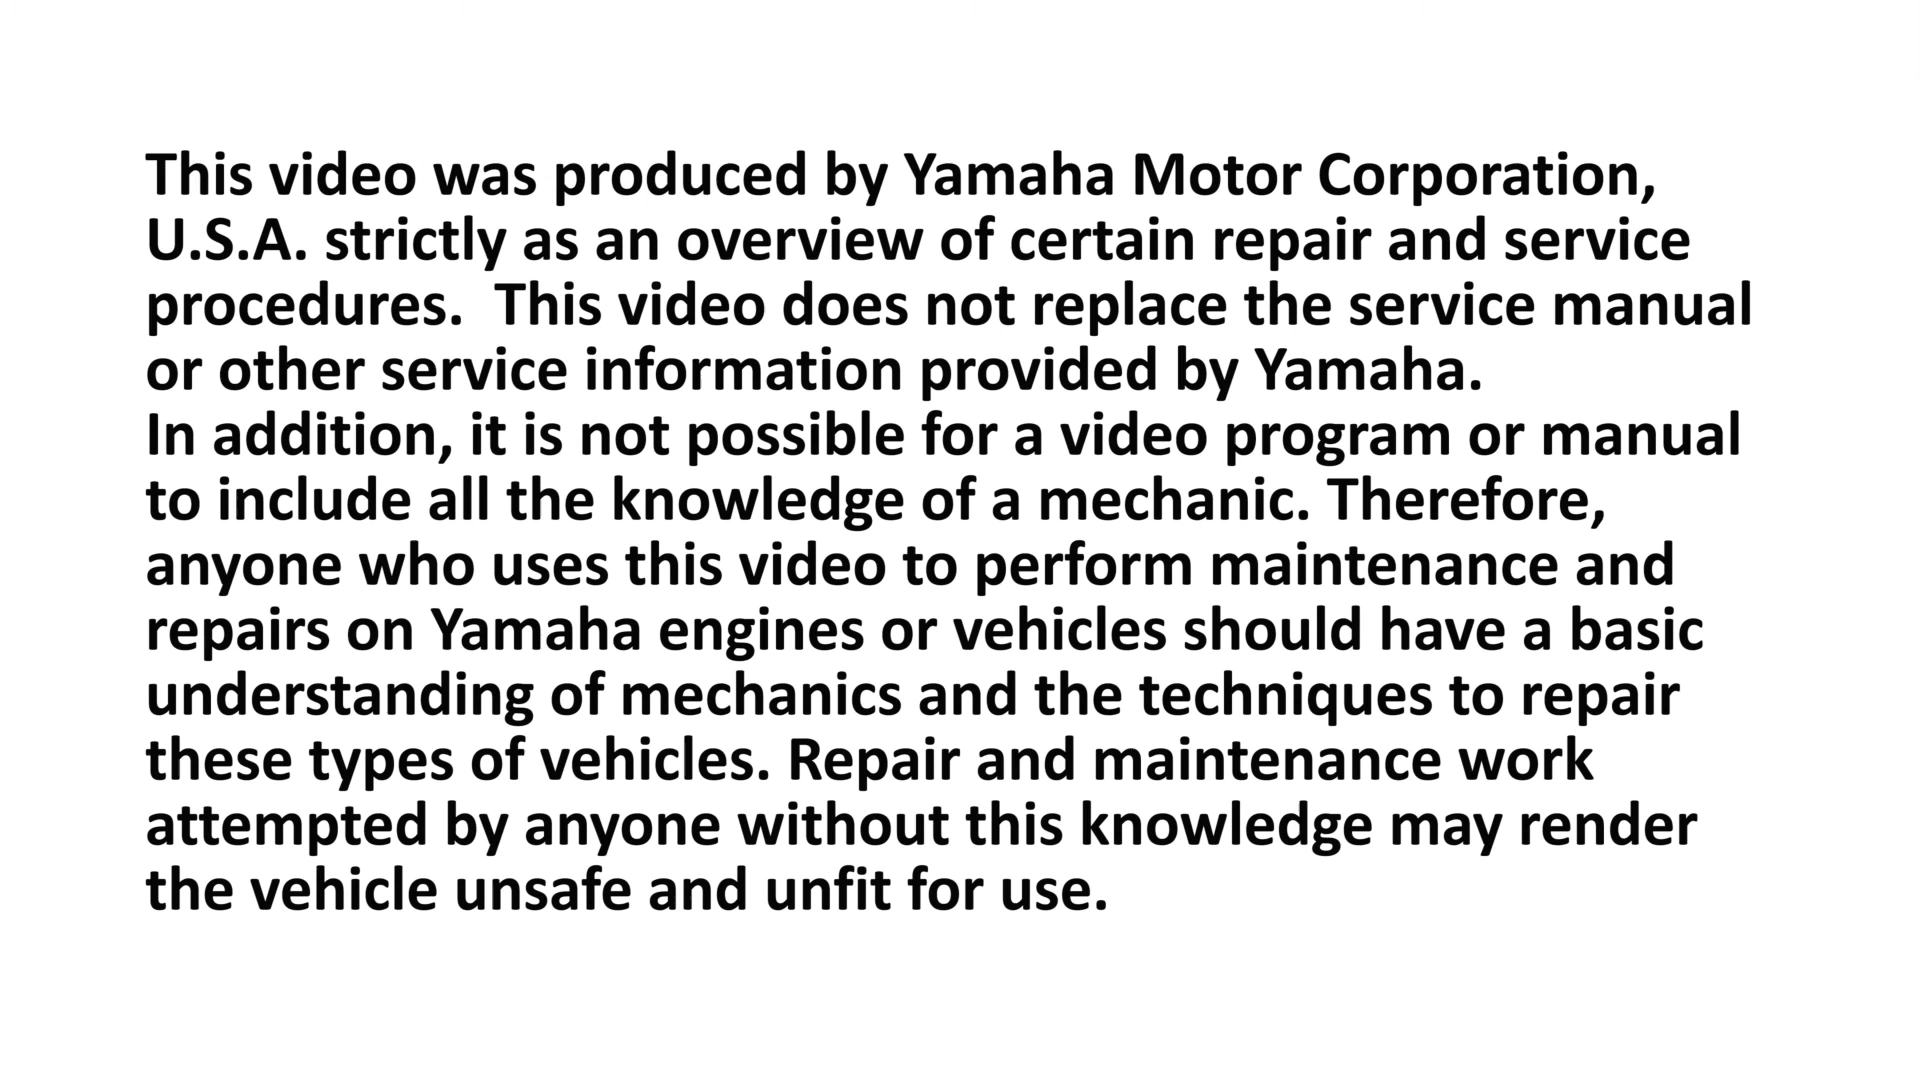 This video was produced by Yamaha Motor Corporation,
U.S.A. strictly as an overview of certain repair and service
procedures.  This video does not replace the service manual
or other service information provided by Yamaha.
In addition, it is not possible for a video program or manual
to include all the knowledge of a mechanic. Therefore,
anyone who uses this video to perform maintenance and
repairs on Yamaha engines or vehicles should have a basic
understanding of mechanics and the techniques to repair
these types of vehicles. Repair and maintenance work
attempted by anyone without this knowledge may render
the vehicle unsafe and unfit for use.